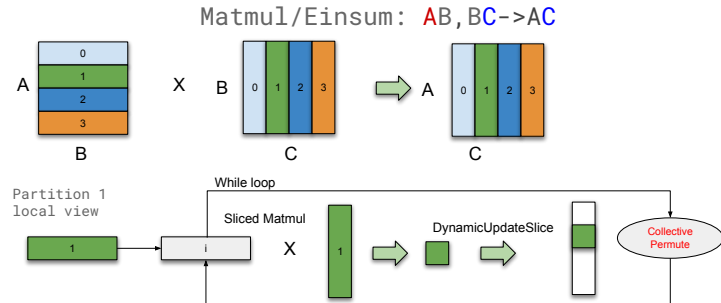 Matmul/Einsum: AB,BC->AC
A
0
1
2
3
B
X
B
0 1 2 3
C
A
0 1 2 3
C
Partition 1
local view
While loop
1
i
Sliced Matmul
X
1
DynamicUpdateSlice
Collective
Permute